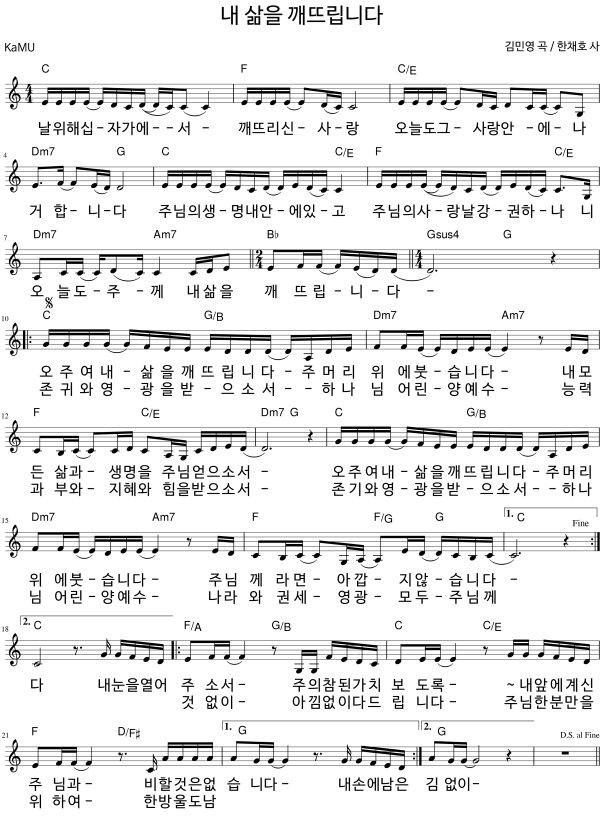 내 삶을 깨뜨립니다
KaMU
김민영 곡 / 한채호 사
C F C/E
날위해십-자가에--서- 깨뜨리신-사-랑 오늘도그-사랑안-에-나
4 Dm7 G C C/E F C/E
거 합-니-다 주님의생-명내안-에있-고 주님의사-랑날강-권하-나 니
7 Dm7 Am7 B♭ Gsus4 G
오 늘도-주-께 내삶을 깨 뜨립-니-다 -
10 C G/B Dm7 Am7
오 주 여 내-삶 을 깨 뜨 립 니 다-주 머 리 위 에붓-습니다- 내모
존 귀 와 영-광 을 받-으 소 서-하 나 님 어린-양예수- 능력
12 F C/E Dm7 G C G/B
든 삶과-생명을 주님얻으소서- 오주여내-삶을깨뜨립니다-주머리
과 부와-지혜와 힘을받으소서- 존기와영-광을받-으소서-하나
15 Dm7 Am7 F F/G G 1. C Fine
위 에붓-습니다- 주님 께 라면-아깝-지않-습니다-
님 어린-양예수- 나라 와 권세-영광-모두-주님께
18 2. C F/A G/B C C/E
다 내눈을열어 주 소서- 주의참된가치 보 도록- ~내앞에계신
것 없이- 아낌없이다드 립 니다- 주님한분만을
21 F D/F♯ 1. G 2. G D.S. al Fine
주 님과- 비할것은없 습 니다- 내손에남은 김 없이-
위 하여- 한방울도남